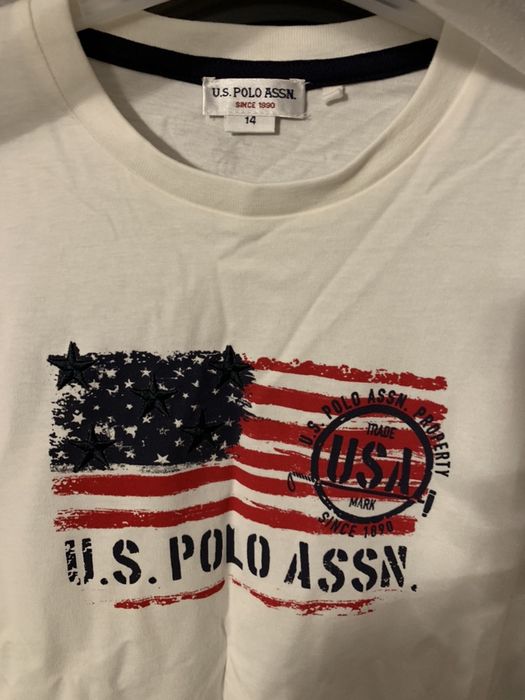 U.S. POLO ASSN.
SINCE 1890
14
U.S. POLO ASSN. PROPERTY
TRADE
USA
MARK
SINCE 1890
U.S. POLO ASSN.